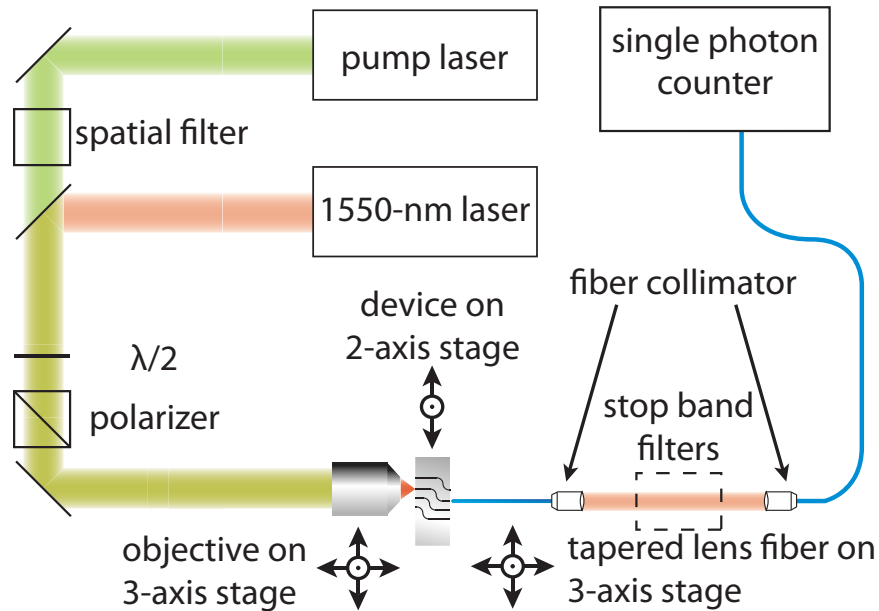 pump laser
single photon
counter
spatial filter
1550-nm laser
device on
2-axis stage
fiber collimator
λ/2
polarizer
stop band
filters
objective on
3-axis stage
tapered lens fiber on
3-axis stage